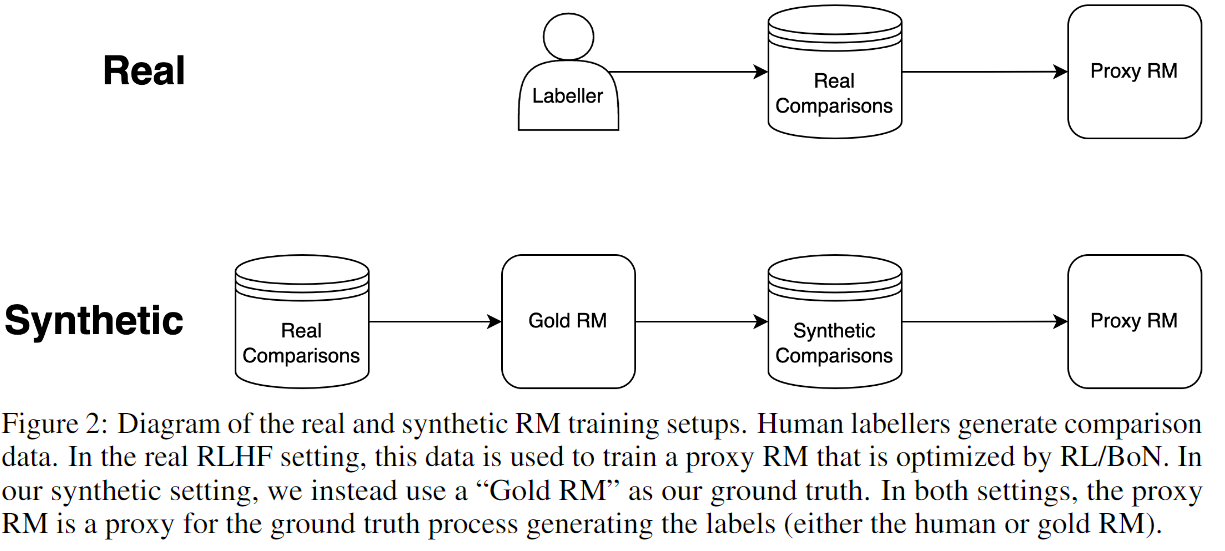 Real
Labeller
Real
Comparisons
Proxy RM
Synthetic
Real
Comparisons
Gold RM
Synthetic
Comparisons
Proxy RM
Figure 2: Diagram of the real and synthetic RM training setups. Human labellers generate comparison
data. In the real RLHF setting, this data is used to train a proxy RM that is optimized by RL/BoN. In
our synthetic setting, we instead use a “Gold RM” as our ground truth. In both settings, the proxy
RM is a proxy for the ground truth process generating the labels (either the human or gold RM).